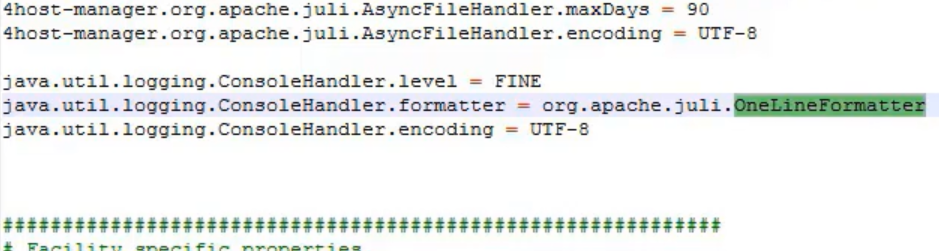 4host-manager.org.apache.juli.AsyncFileHandler.maxDays = 90
4host-manager.org.apache.juli.AsyncFileHandler.encoding = UTF-8
java.util.logging.ConsoleHandler.level = FINE
java.util.logging.ConsoleHandler.formatter = org.apache.juli.OneLineFormatter
java.util.logging.ConsoleHandler.encoding = UTF-8
############################################################
# Facility specific properties